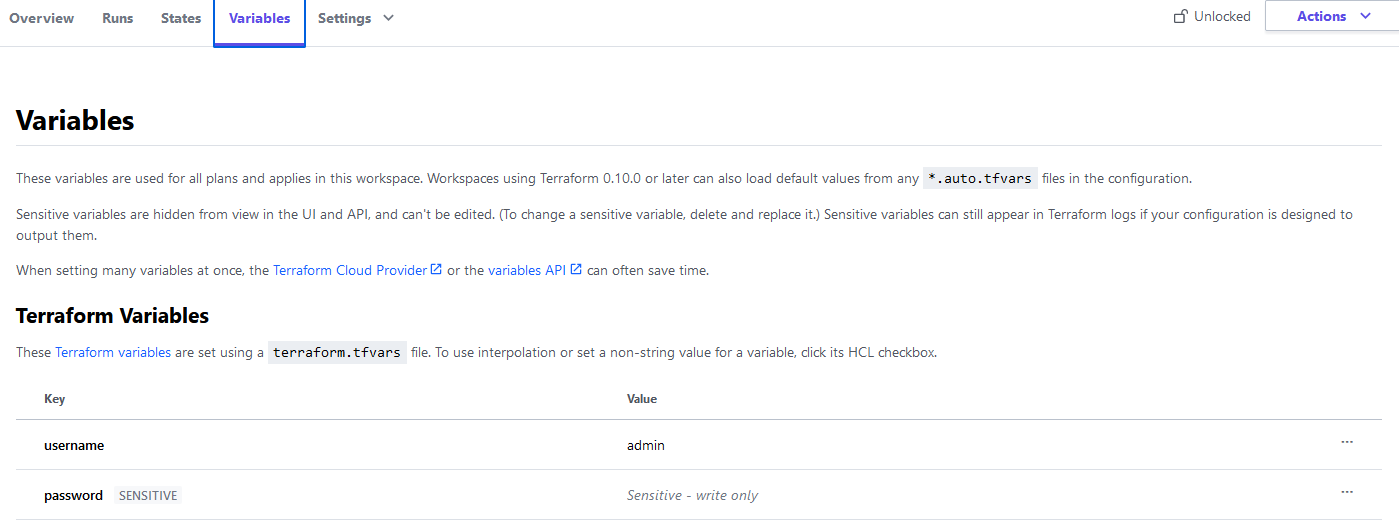 Overview Runs States Variables Settings Unlocked Actions
Variables
These variables are used for all plans and applies in this workspace. Workspaces using Terraform 0.10.0 or later can also load default values from any *.auto.tfvars files in the configuration.
Sensitive variables are hidden from view in the UI and API, and can't be edited. (To change a sensitive variable, delete and replace it.) Sensitive variables can still appear in Terraform logs if your configuration is designed to
output them.
When setting many variables at once, the Terraform Cloud Provider or the variables API can often save time.
Terraform Variables
These Terraform variables are set using a terraform.tfvars file. To use interpolation or set a non-string value for a variable, click its HCL checkbox.
Key Value
username admin ...
password SENSITIVE Sensitive - write only ...